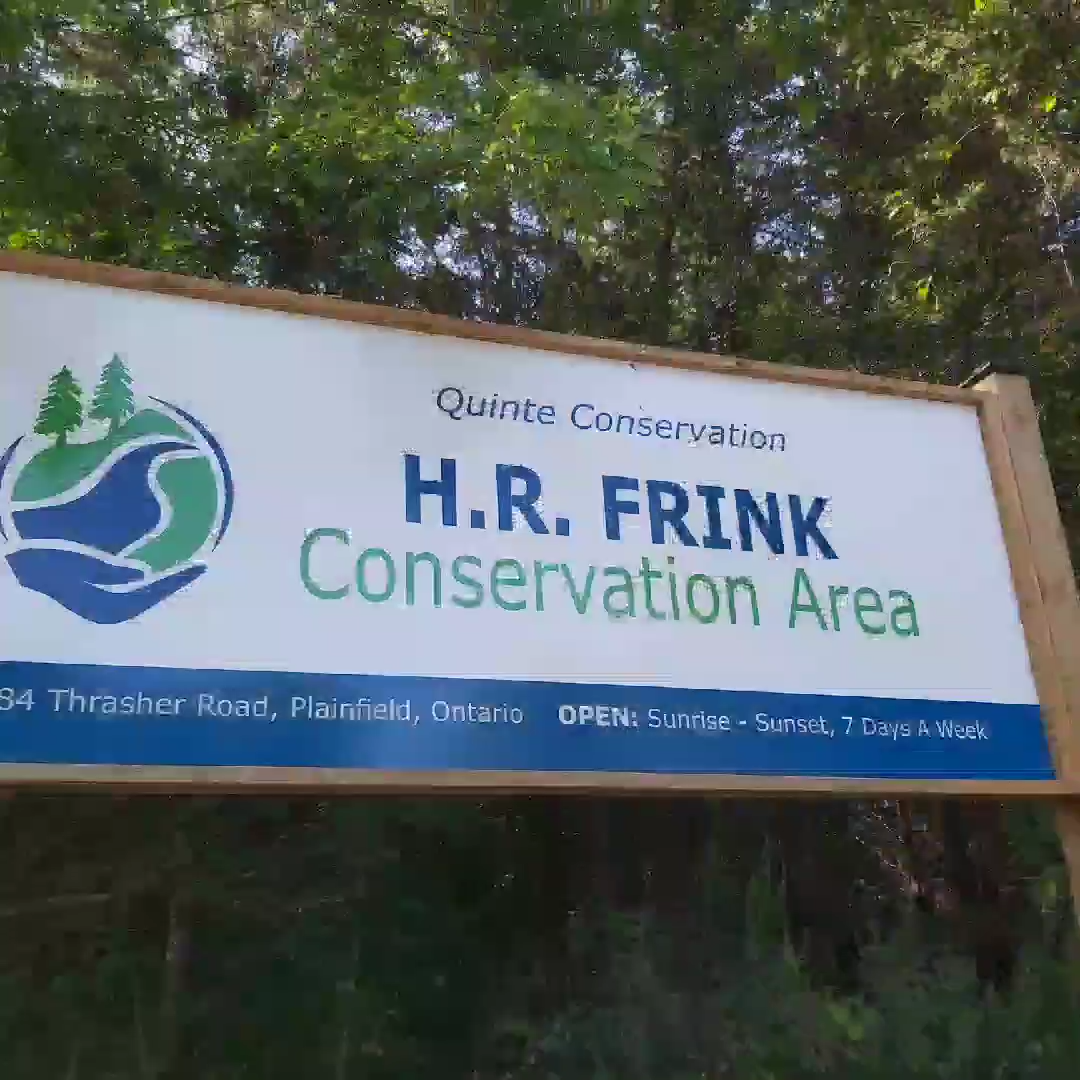 Quinte Conservation
H.R. FRINK
Conservation Area
84 Thrasher Road, Plainfield, Ontario OPEN: Sunrise - Sunset, 7 Days A Week